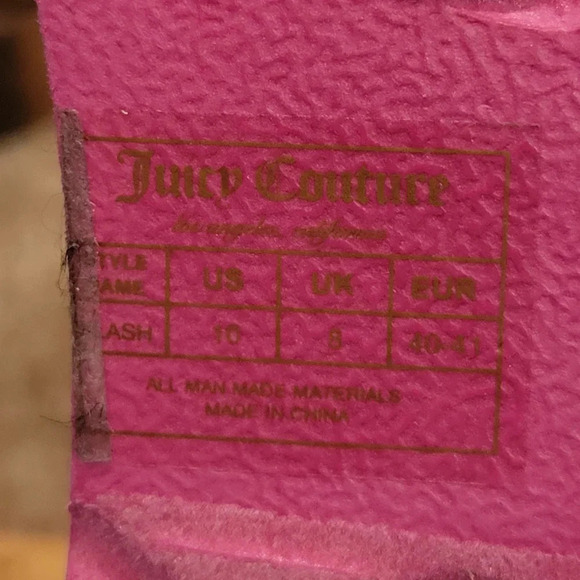 Juicy Couture
los angeles, california
TYLE US UK EUR
AME
LASH 10 8 40-41
ALL MAN MADE MATERIALS
MADE IN CHINA